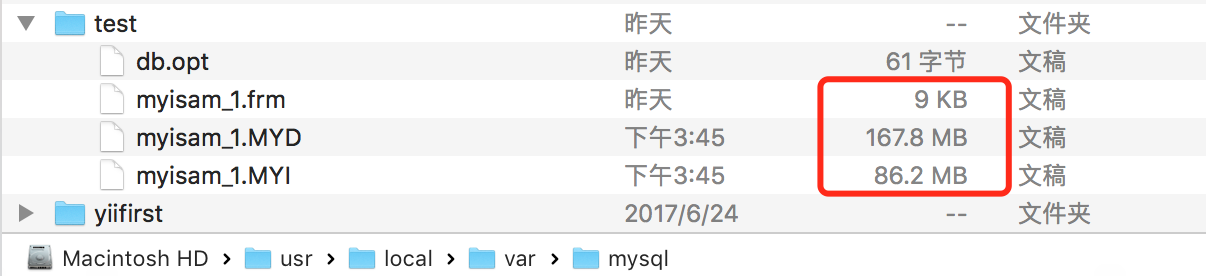 test 昨天 -- 文件夹
db.opt 昨天 61 字节 文稿
myisam_1.frm 昨天 9 KB 文稿
myisam_1.MYD 下午3:45 167.8 MB 文稿
myisam_1.MYI 下午3:45 86.2 MB 文稿
yiifirst 2017/6/24 -- 文件夹
Macintosh HD › usr › local › var › mysql